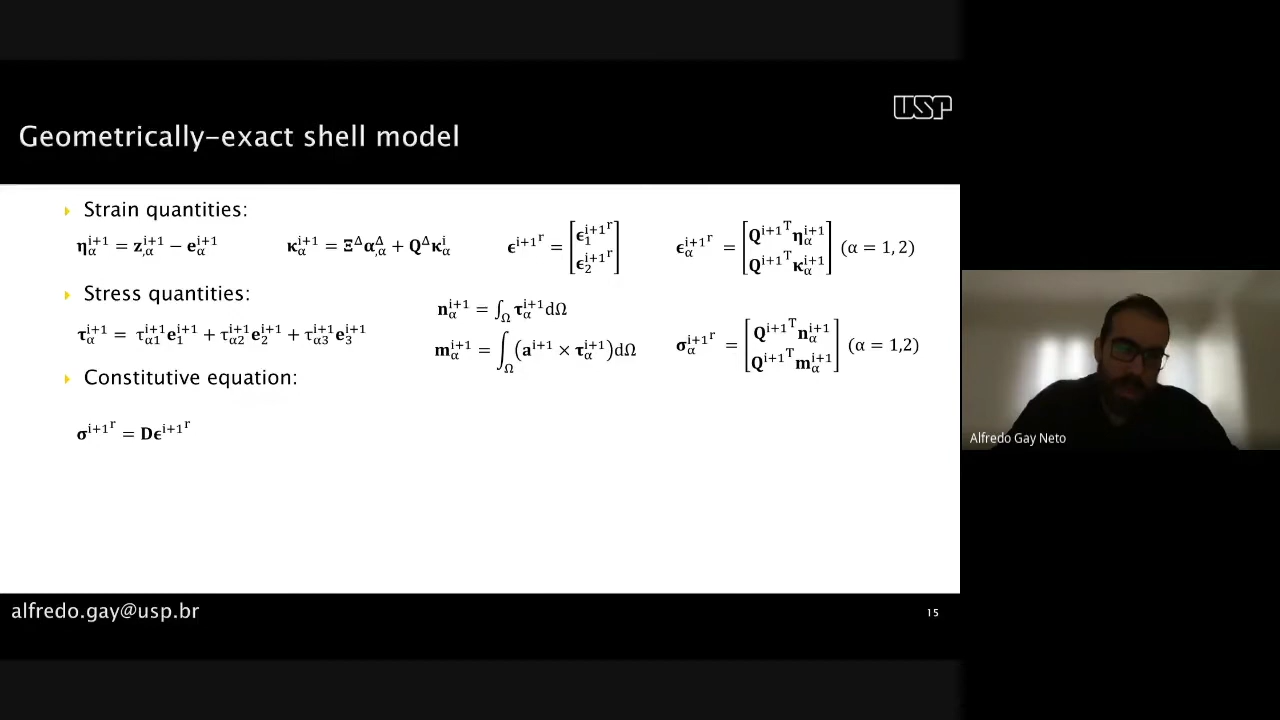 USP
Geometrically-exact shell model
Strain quantities:
𝛈_α^{i+1} = 𝐳_{,α}^{i+1} − 𝐞_α^{i+1}
𝛋_α^{i+1} = 𝚵^Δ 𝛂_{,α}^Δ + 𝐐^Δ 𝛋_α^i
𝛜^{i+1^r} = [𝛜_1^{i+1^r} ; 𝛜_2^{i+1^r}]
𝛜_α^{i+1^r} = [𝐐^{i+1^T} 𝛈_α^{i+1} ; 𝐐^{i+1^T} 𝛋_α^{i+1}] (α = 1, 2)
Stress quantities:
𝛕_α^{i+1} = τ_{α1}^{i+1} 𝐞_1^{i+1} + τ_{α2}^{i+1} 𝐞_2^{i+1} + τ_{α3}^{i+1} 𝐞_3^{i+1}
𝐧_α^{i+1} = ∫_Ω 𝛕_α^{i+1} dΩ
𝐦_α^{i+1} = ∫_Ω (𝐚^{i+1} × 𝛕_α^{i+1}) dΩ
𝛔_α^{i+1^r} = [𝐐^{i+1^T} 𝐧_α^{i+1} ; 𝐐^{i+1^T} 𝐦_α^{i+1}] (α = 1,2)
Constitutive equation:
𝛔^{i+1^r} = 𝐃𝛜^{i+1^r}
alfredo.gay@usp.br
15
Alfredo Gay Neto